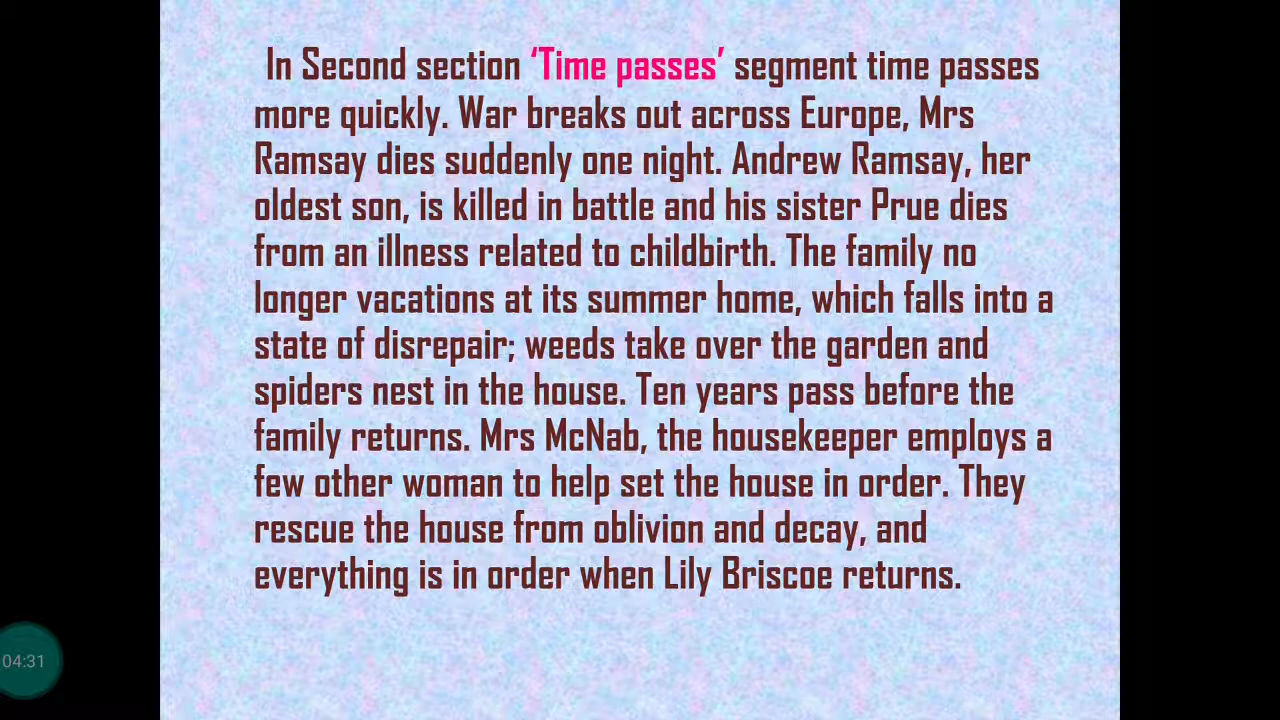 In Second section ‘Time passes’ segment time passes
more quickly. War breaks out across Europe, Mrs
Ramsay dies suddenly one night. Andrew Ramsay, her
oldest son, is killed in battle and his sister Prue dies
from an illness related to childbirth. The family no
longer vacations at its summer home, which falls into a
state of disrepair; weeds take over the garden and
spiders nest in the house. Ten years pass before the
family returns. Mrs McNab, the housekeeper employs a
few other woman to help set the house in order. They
rescue the house from oblivion and decay, and
everything is in order when Lily Briscoe returns.
04:31